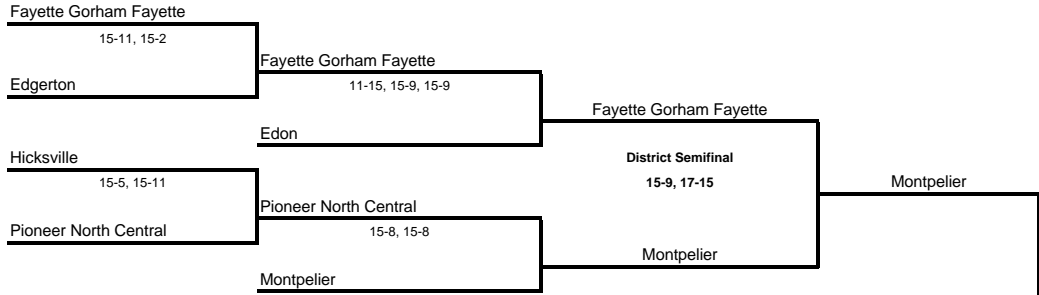 Fayette Gorham Fayette
15-11, 15-2
Fayette Gorham Fayette
Edgerton
11-15, 15-9, 15-9
Fayette Gorham Fayette
Edon
Hicksville
District Semifinal
15-5, 15-11
15-9, 17-15
Montpelier
Pioneer North Central
Pioneer North Central
15-8, 15-8
Montpelier
Montpelier